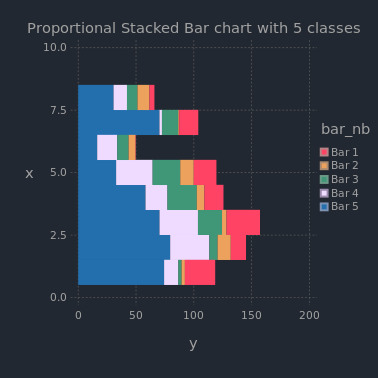 Proportional Stacked Bar chart with 5 classes
10.0
7.5
5.0
2.5
0.0
x
0 50 100 150 200
y
bar_nb
Bar 1
Bar 2
Bar 3
Bar 4
Bar 5